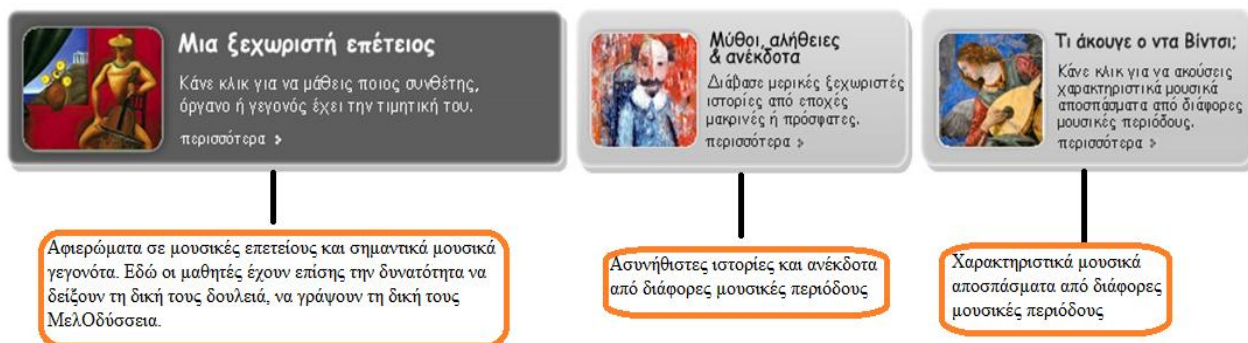 Μια ξεχωριστή επέτειος
Κάνε κλικ για να μάθεις ποιος συνθέτης,
όργανο ή γεγονός έχει την τιμητική του.
περισσότερα >
Μύθοι, αλήθειες
& ανέκδοτα
Διάβασε μερικές ξεχωριστές
ιστορίες από εποχές
μακρινές ή πρόσφατες.
περισσότερα >
Τι άκουγε ο ντα Βίντσι;
Κάνε κλικ για να ακούσεις
χαρακτηριστικά μουσικά
αποσπάσματα από διάφορες
μουσικές περιόδους.
περισσότερα >
Αφιερώματα σε μουσικές επετείους και σημαντικά μουσικά
γεγονότα. Εδώ οι μαθητές έχουν επίσης την δυνατότητα να
δείξουν τη δική τους δουλειά, να γράψουν τη δική τους
ΜελΟδύσσεια.
Ασυνήθιστες ιστορίες και ανέκδοτα
από διάφορες μουσικές περιόδους
Χαρακτηριστικά μουσικά
αποσπάσματα από διάφορες
μουσικές περιόδους